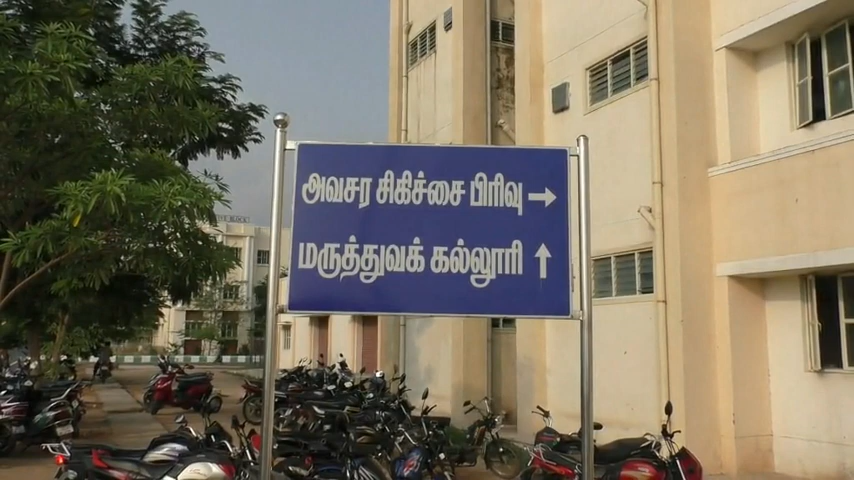 அவசர சிகிச்சை பிரிவு →
மருத்துவக் கல்லூரி ↑